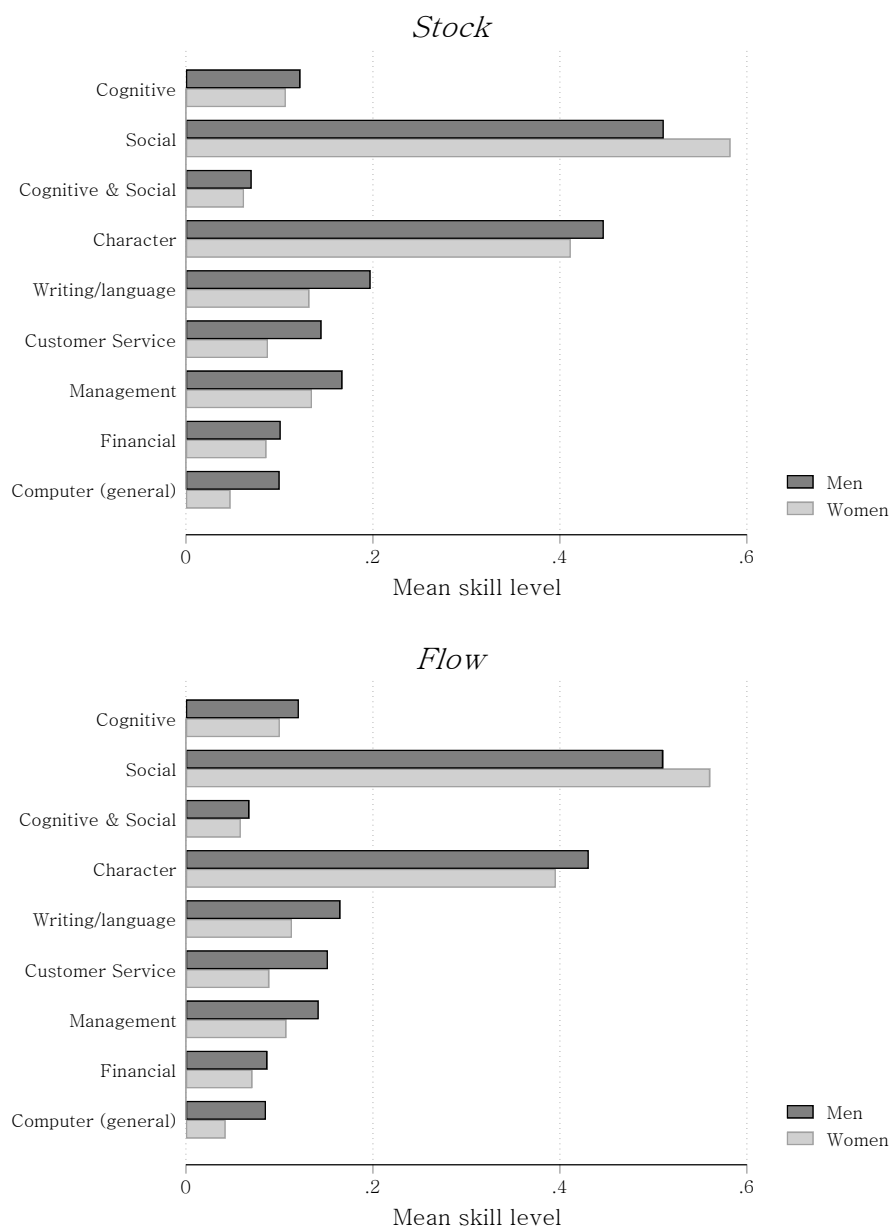 Stock
Cognitive
Social
Cognitive & Social
Character
Writing/language
Customer Service
Management
Financial
Computer (general)
Men
Women
0 .2 .4 .6
Mean skill level
Flow
Cognitive
Social
Cognitive & Social
Character
Writing/language
Customer Service
Management
Financial
Computer (general)
Men
Women
0 .2 .4 .6
Mean skill level